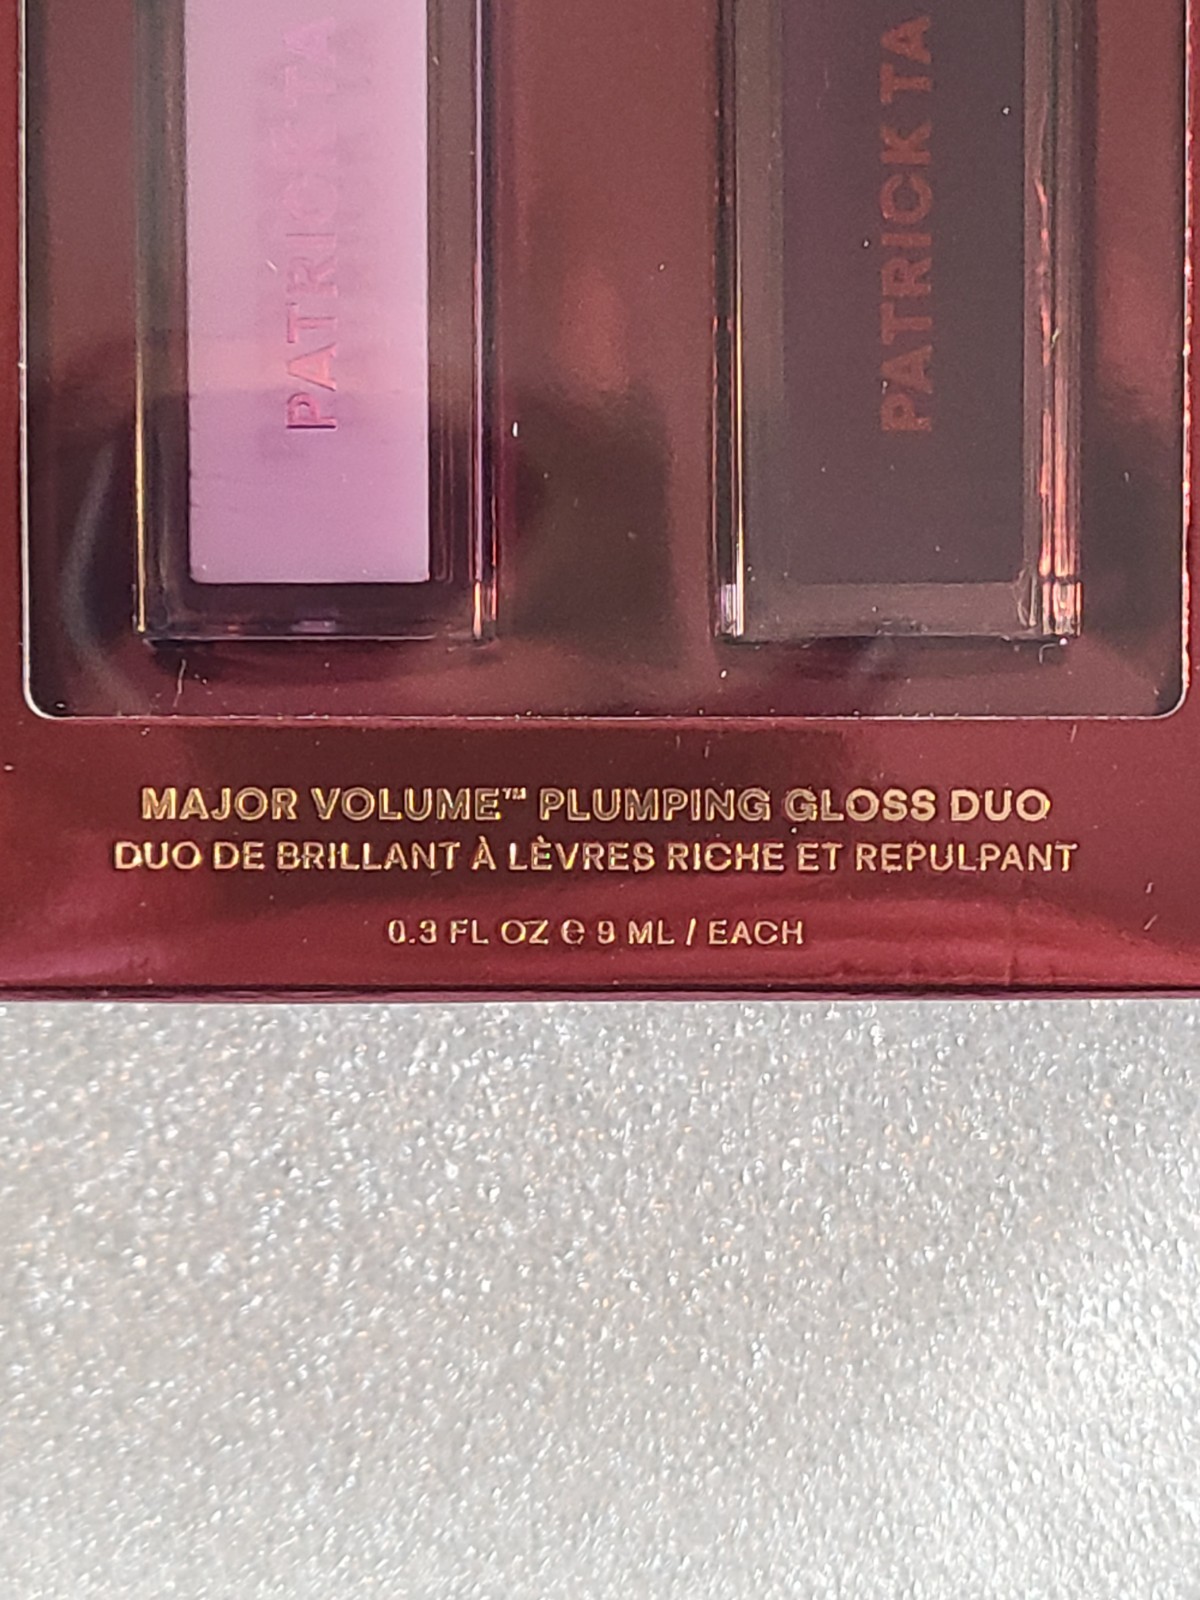 PATRICK TA
PATRICK TA
MAJOR VOLUME™ PLUMPING GLOSS DUO
DUO DE BRILLANT À LÈVRES RICHE ET REPULPANT
0.3 FL OZ ℮ 9 ML / EACH